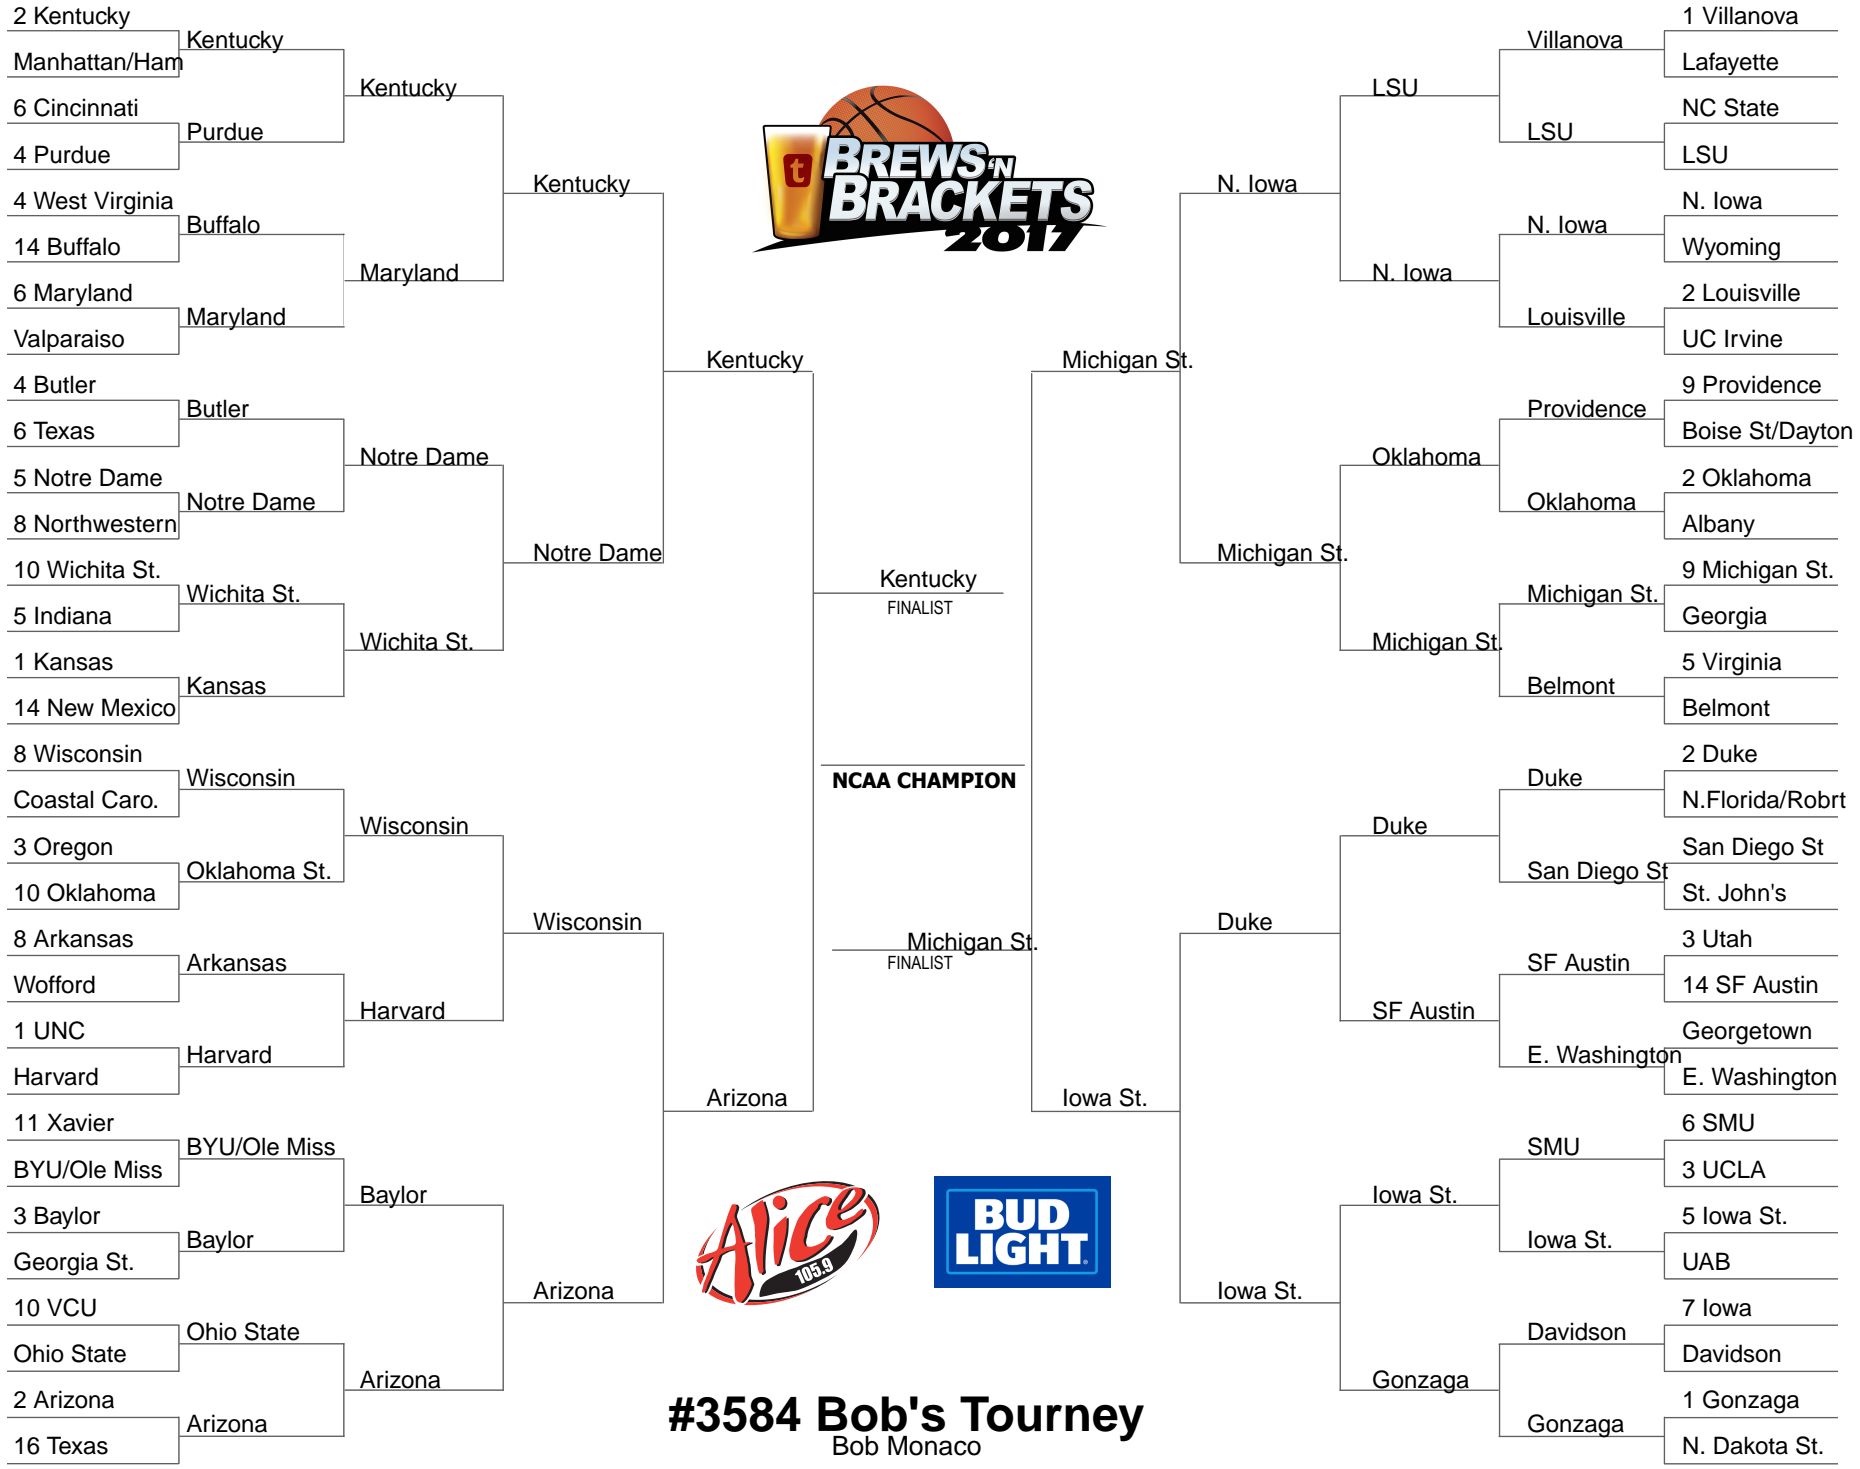 2 Kentucky
Manhattan/Ham
6 Cincinnati
4 Purdue
4 West Virginia
14 Buffalo
6 Maryland
Valparaiso
4 Butler
6 Texas
5 Notre Dame
8 Northwestern
10 Wichita St.
5 Indiana
1 Kansas
14 New Mexico
8 Wisconsin
Coastal Caro.
3 Oregon
10 Oklahoma
8 Arkansas
Wofford
1 UNC
Harvard
11 Xavier
BYU/Ole Miss
3 Baylor
Georgia St.
10 VCU
Ohio State
2 Arizona
16 Texas
Kentucky
Purdue
Buffalo
Maryland
Butler
Notre Dame
Wichita St.
Kansas
Wisconsin
Oklahoma St.
Arkansas
Harvard
BYU/Ole Miss
Baylor
Ohio State
Arizona
Kentucky
Maryland
Notre Dame
Wichita St.
Wisconsin
Harvard
Baylor
Arizona
Kentucky
Notre Dame
Wisconsin
Arizona
Kentucky
Arizona
t
BREWS 'N
BRACKETS
2017
Kentucky
FINALIST
NCAA CHAMPION
Michigan St.
FINALIST
Alice
105.9
BUD
LIGHT
#3584 Bob's Tourney
Bob Monaco
Michigan St.
Iowa St.
N. Iowa
Michigan St.
Duke
Iowa St.
LSU
N. Iowa
Oklahoma
Michigan St.
Duke
SF Austin
Iowa St.
Gonzaga
Villanova
LSU
N. Iowa
Louisville
Providence
Oklahoma
Michigan St.
Belmont
Duke
San Diego St
SF Austin
E. Washington
SMU
Iowa St.
Davidson
Gonzaga
1 Villanova
Lafayette
NC State
LSU
N. Iowa
Wyoming
2 Louisville
UC Irvine
9 Providence
Boise St/Dayton
2 Oklahoma
Albany
9 Michigan St.
Georgia
5 Virginia
Belmont
2 Duke
N.Florida/Robrt
San Diego St
St. John's
3 Utah
14 SF Austin
Georgetown
E. Washington
6 SMU
3 UCLA
5 Iowa St.
UAB
7 Iowa
Davidson
1 Gonzaga
N. Dakota St.